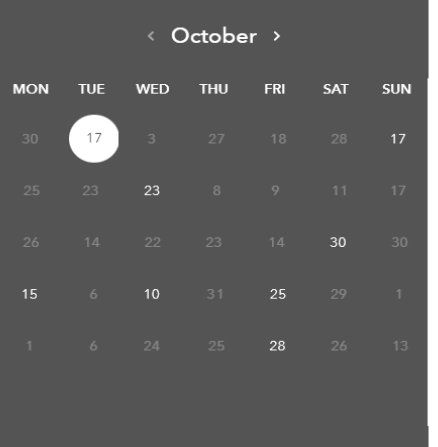 ‹ October ›
MON TUE WED THU FRI SAT SUN
30 17 3 27 18 28 17
25 23 23 8 9 11 17
26 14 22 23 14 30 30
15 6 10 31 25 29 1
1 6 24 25 28 26 13